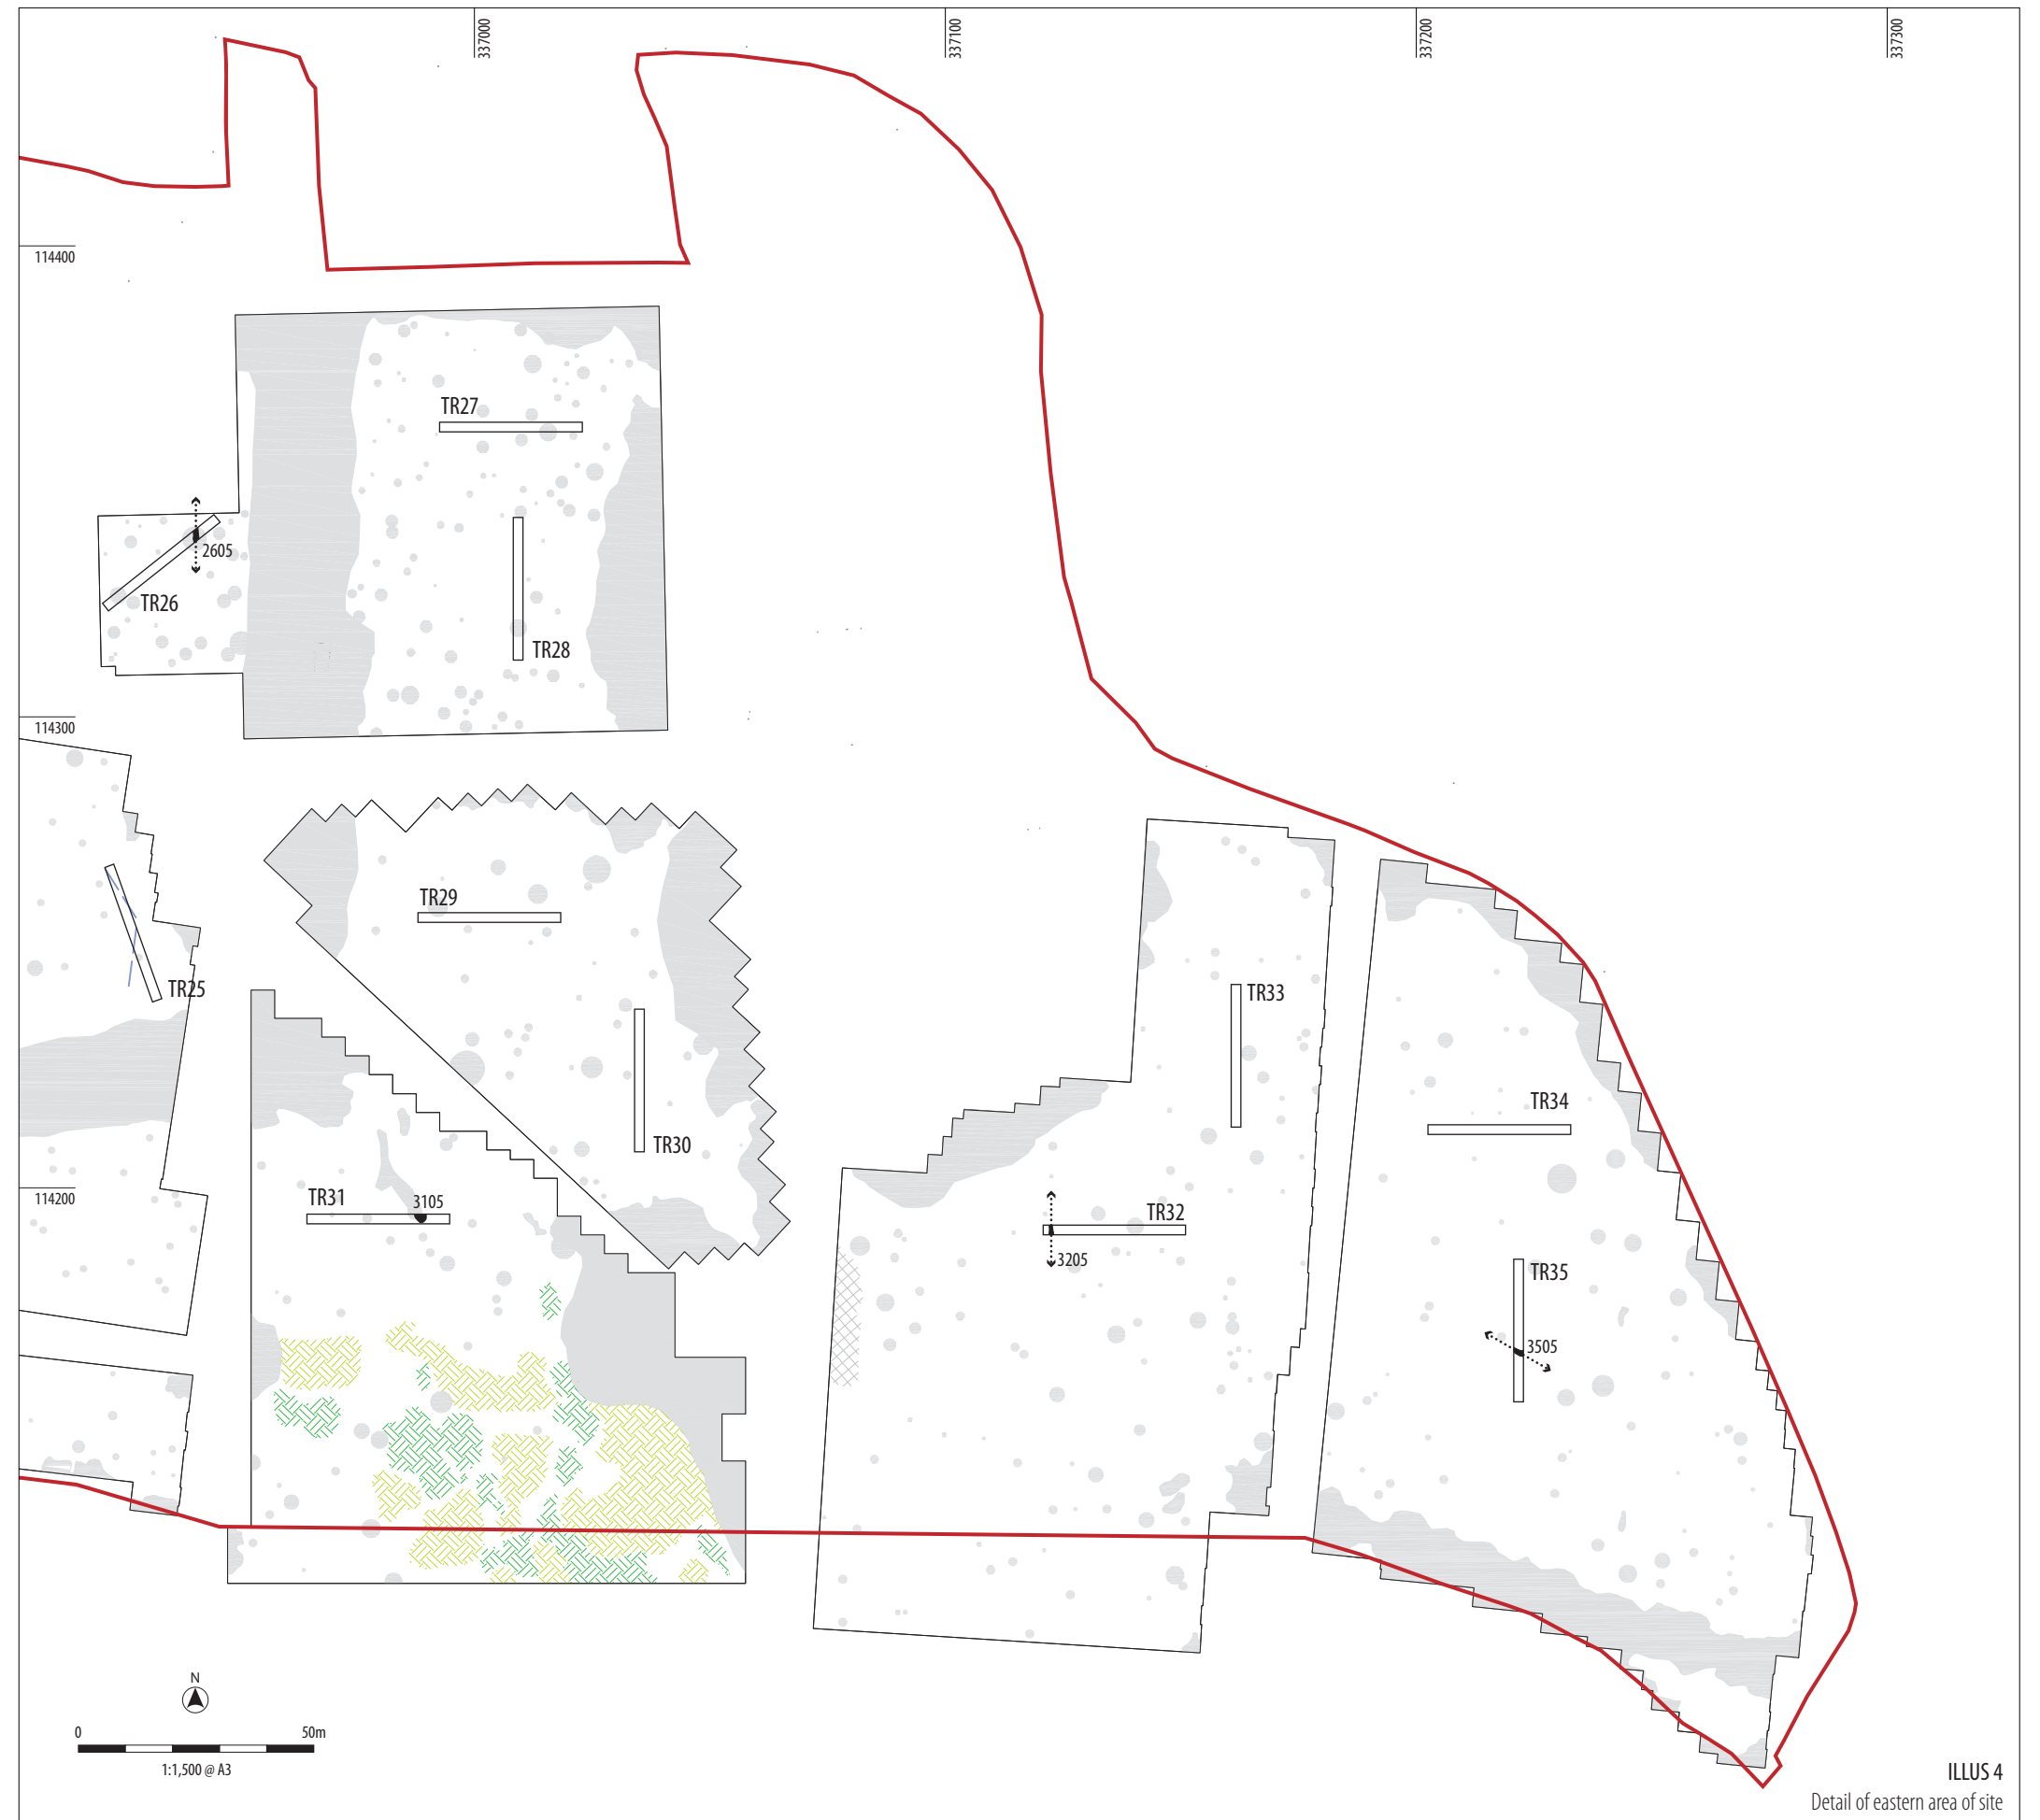 337000
337100
337200
337300
114400
TR27
2605
TR26
TR28
114300
TR29
TR25
TR33
TR34
TR30
114200
TR31
3105
TR32
3205
TR35
3505
N
0 50m
1:1,500 @ A3
ILLUS 4
Detail of eastern area of site